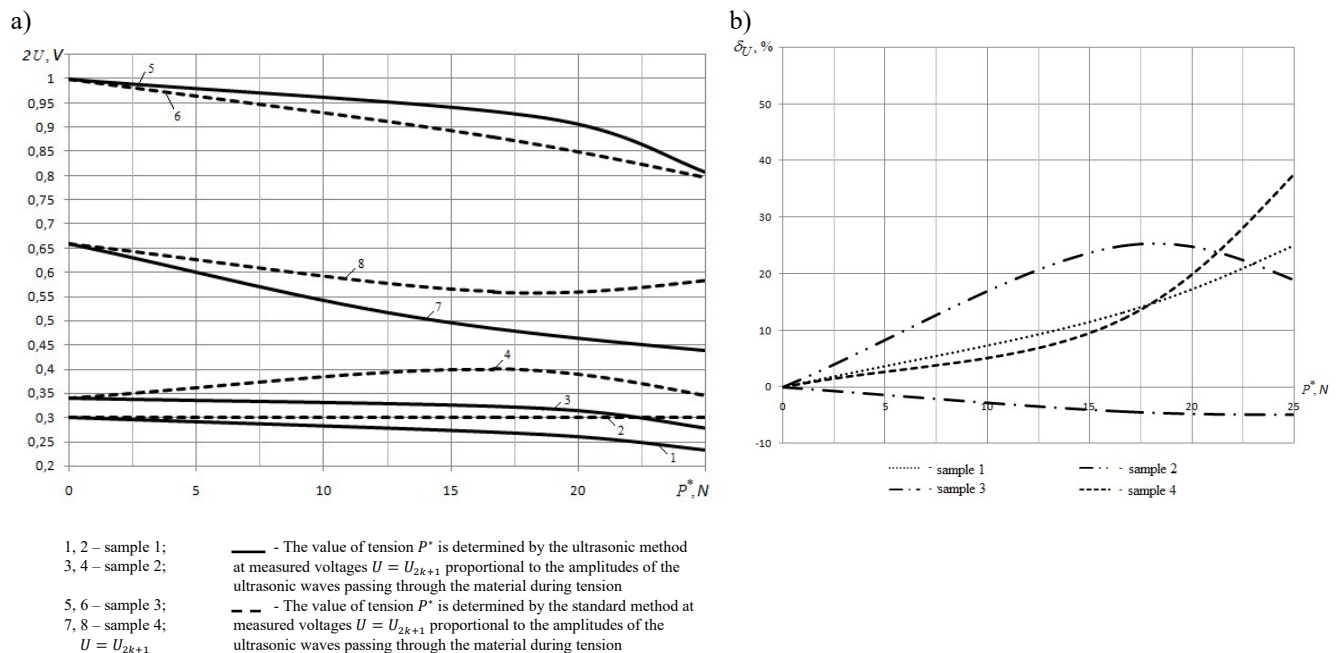 a)
2U, V
1
0,95
0,9
0,85
0,8
0,75
0,7
0,65
0,6
0,55
0,5
0,45
0,4
0,35
0,3
0,25
0,2
0
5
10
15
20
P*, N
5
6
8
7
4
3
2
1
1, 2 – sample 1;
3, 4 – sample 2;
5, 6 – sample 3;
7, 8 – sample 4;
U = U₂ₖ₊₁
- The value of tension P* is determined by the ultrasonic method
at measured voltages U = U₂ₖ₊₁ proportional to the amplitudes of the
ultrasonic waves passing through the material during tension
- The value of tension P* is determined by the standard method at
measured voltages U = U₂ₖ₊₁ proportional to the amplitudes of the
ultrasonic waves passing through the material during tension
b)
δU, %
50
40
30
20
10
0
-10
0
5
10
15
20
25
P*, N
- sample 1
- sample 2
- sample 3
- sample 4